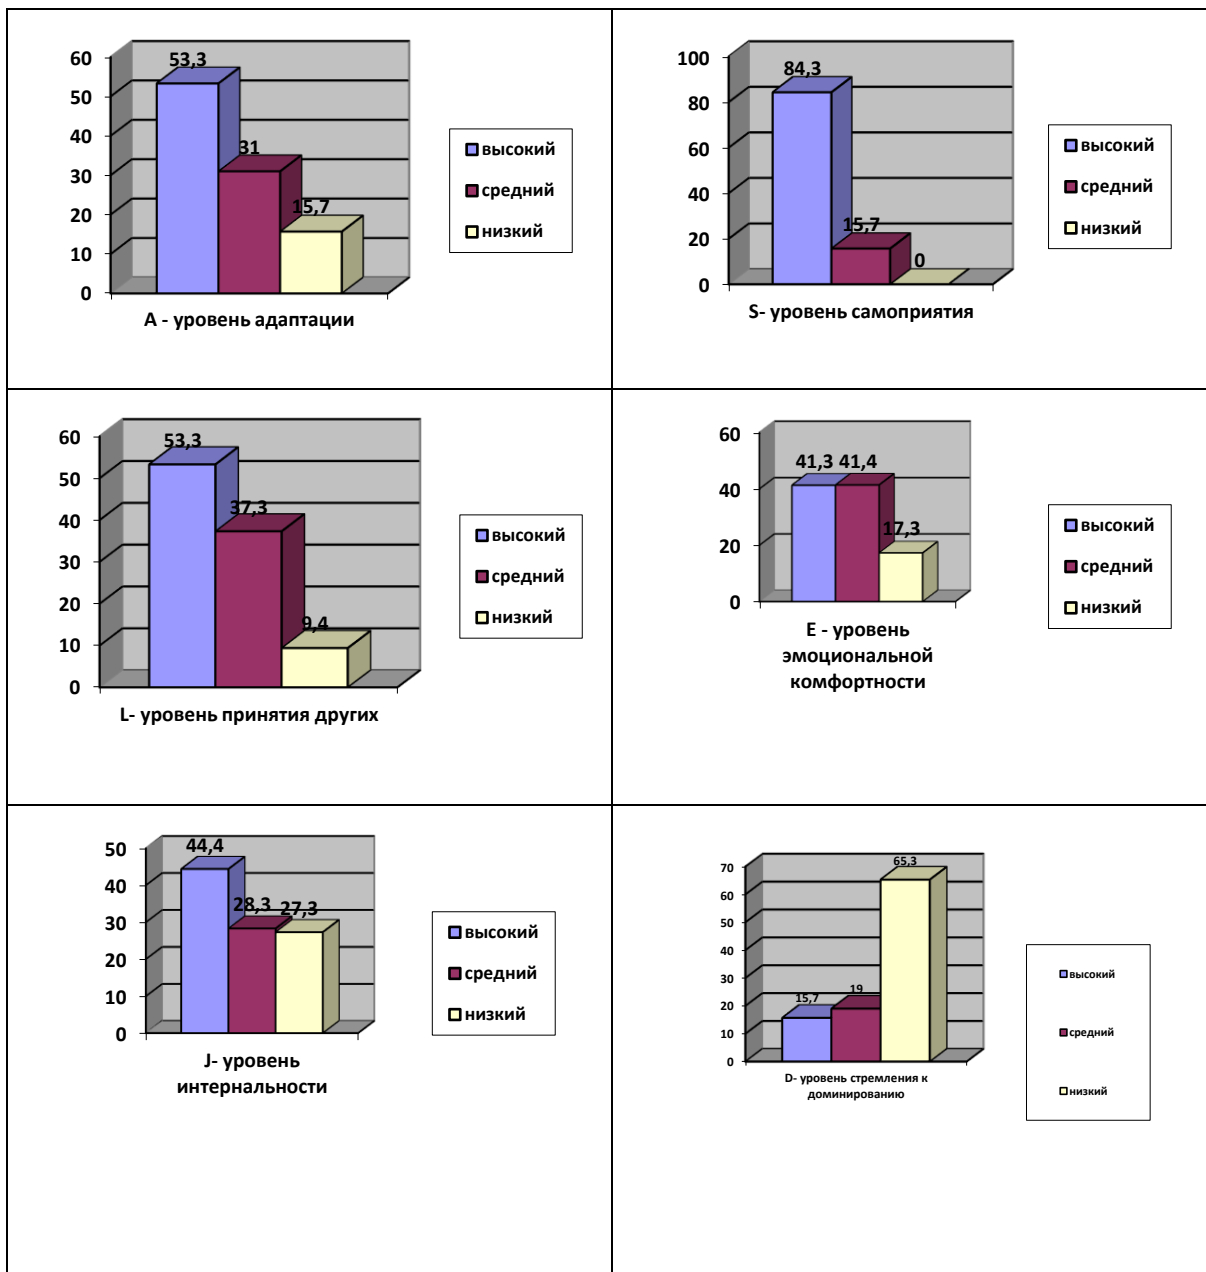 60
50
40
30
20
10
0
53,3
31
15,7
высокий
средний
низкий
A - уровень адаптации
100
80
60
40
20
0
84,3
15,7
0
высокий
средний
низкий
S- уровень самоприятия
60
50
40
30
20
10
0
53,3
37,3
9,4
высокий
средний
низкий
L- уровень принятия других
60
40
20
0
41,3
41,4
17,3
высокий
средний
низкий
E - уровень
эмоциональной
комфортности
50
40
30
20
10
0
44,4
28,3
27,3
высокий
средний
низкий
J- уровень
интернальности
70
60
50
40
30
20
10
0
15,7
19
65,3
высокий
средний
низкий
D- уровень стремления к
доминированию